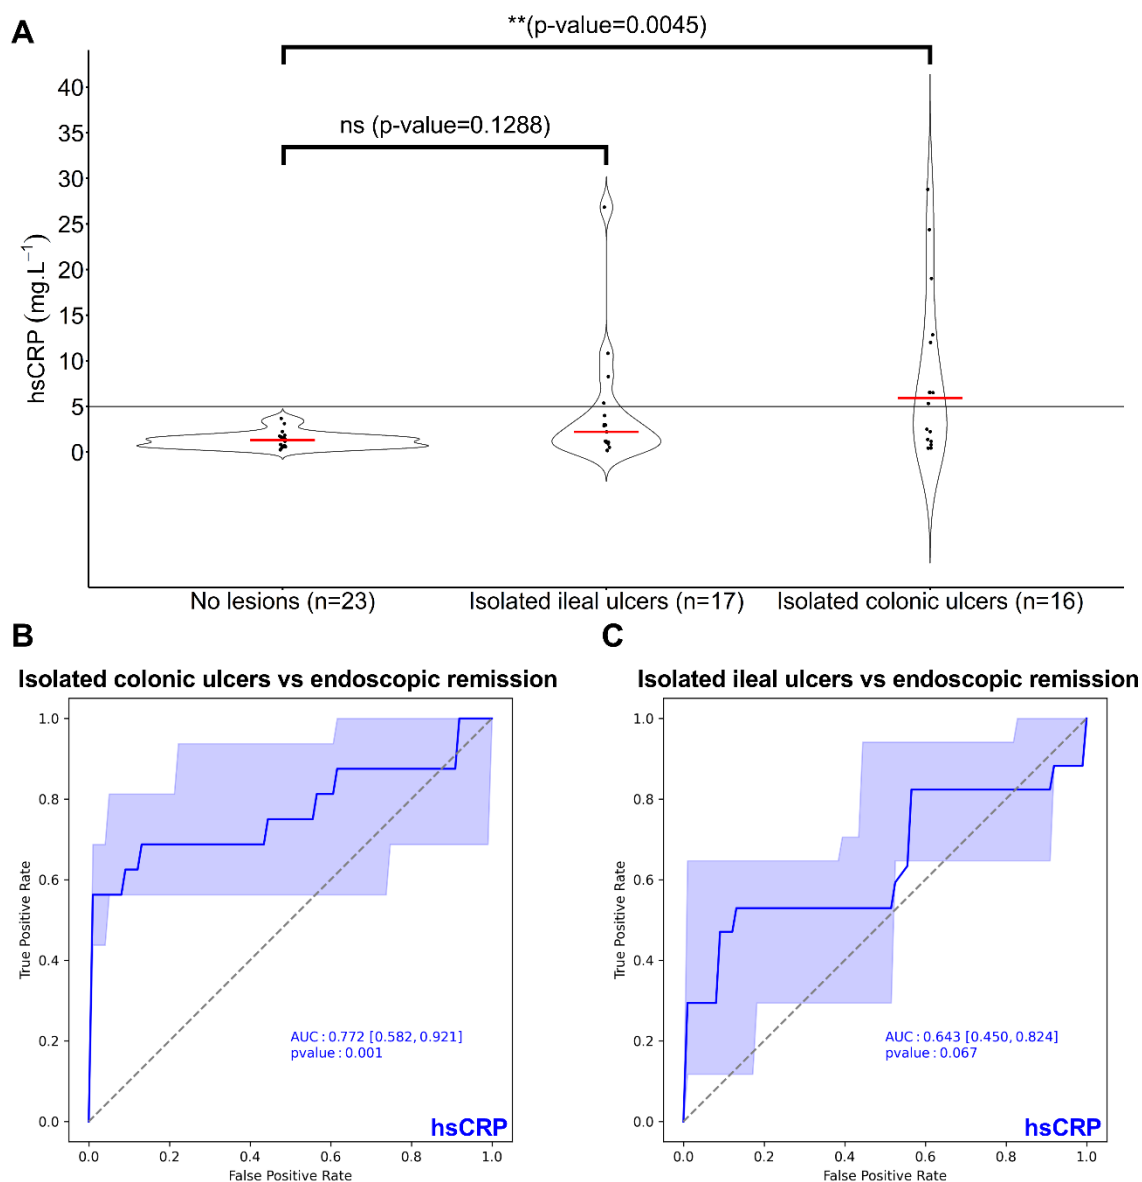 A
**(p-value=0.0045)
ns (p-value=0.1288)
hsCRP (mg.L⁻¹)
40
35
30
25
20
15
10
5
0
No lesions (n=23)
Isolated ileal ulcers (n=17)
Isolated colonic ulcers (n=16)
B
Isolated colonic ulcers vs endoscopic remission
True Positive Rate
1.0
0.8
0.6
0.4
0.2
0.0
AUC : 0.772 [0.582, 0.921]
pvalue : 0.001
hsCRP
0.0 0.2 0.4 0.6 0.8 1.0
False Positive Rate
C
Isolated ileal ulcers vs endoscopic remission
True Positive Rate
1.0
0.8
0.6
0.4
0.2
0.0
AUC : 0.643 [0.450, 0.824]
pvalue : 0.067
hsCRP
0.0 0.2 0.4 0.6 0.8 1.0
False Positive Rate